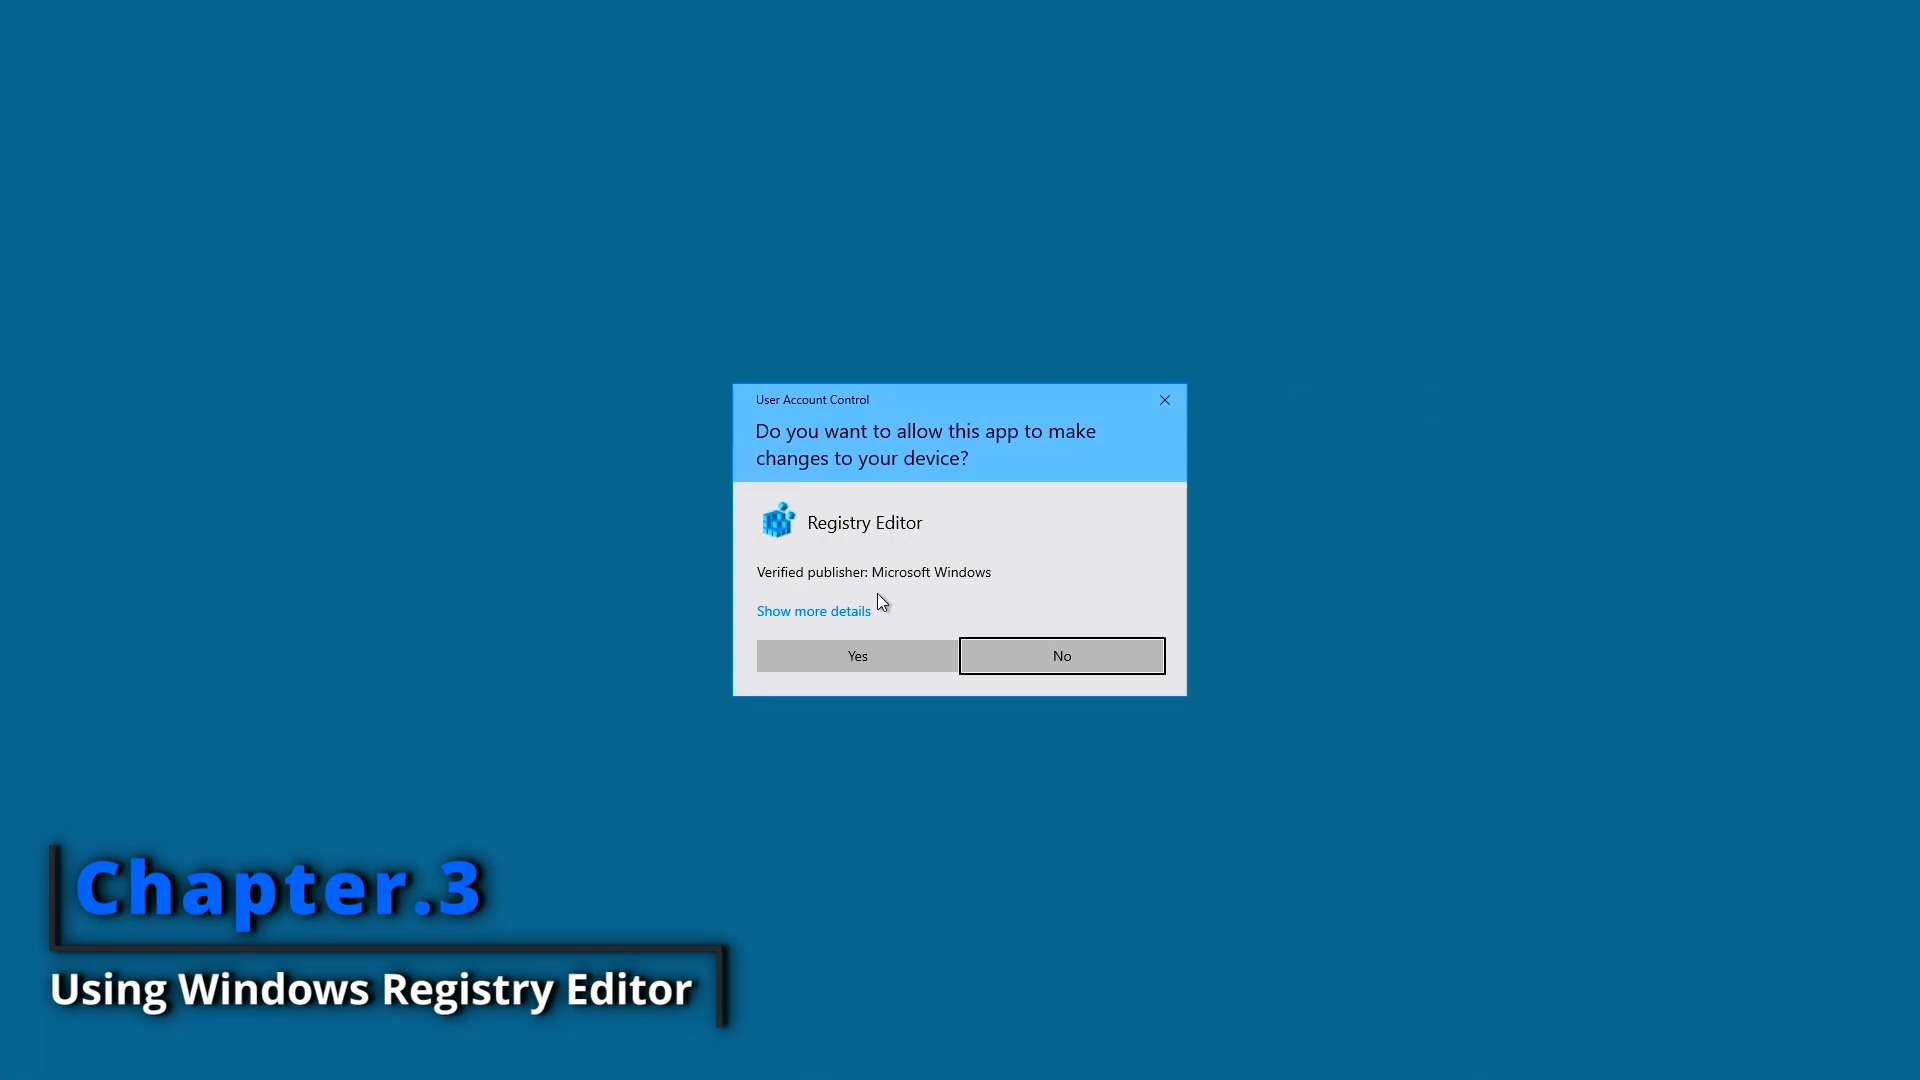 User Account Control
Do you want to allow this app to make
changes to your device?
Registry Editor
Verified publisher: Microsoft Windows
Show more details
Yes
No
Chapter.3
Using Windows Registry Editor